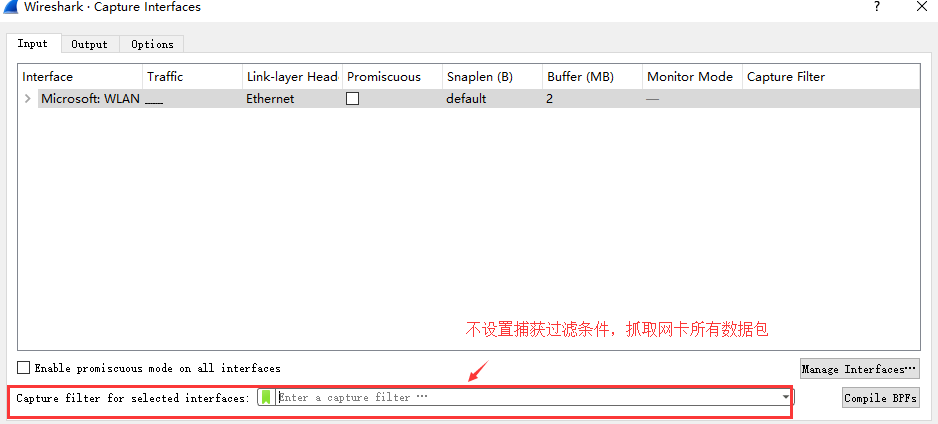 Wireshark · Capture Interfaces
Input Output Options
Interface Traffic Link-layer Head Promiscuous Snaplen (B) Buffer (MB) Monitor Mode Capture Filter
Microsoft: WLAN Ethernet default 2 —
不设置捕获过滤条件，抓取网卡所有数据包
Enable promiscuous mode on all interfaces Manage Interfaces…
Capture filter for selected interfaces: Enter a capture filter … Compile BPFs